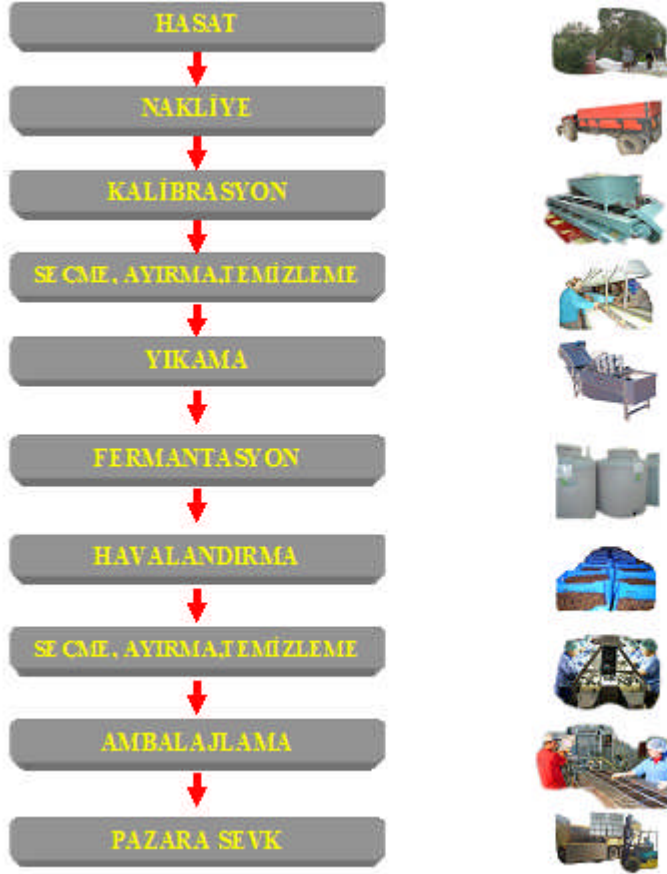 HASAT
NAKLİYE
KALİBRASYON
SEÇME, AYIRMA,TEMİZLEME
YIKAMA
FERMANTASYON
HAVALANDIRMA
SEÇME, AYIRMA,TEMİZLEME
AMBALAJLAMA
PAZARA SEVK